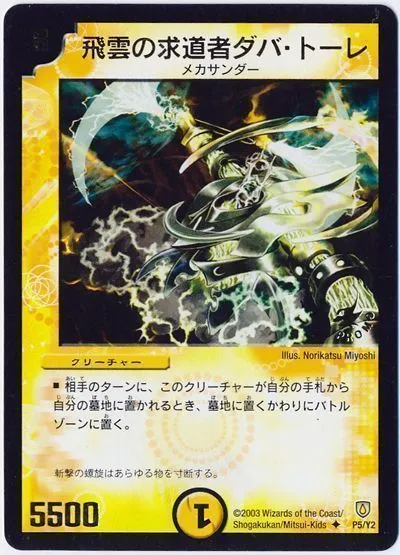 飛雲の求道者ダバ・トーレ
メカサンダー
Illus. Norikatsu Miyoshi
クリーチャー
■ 相手のターンに、このクリーチャーが自分の手札から
自分の墓地に置かれるとき、墓地に置くかわりにバトル
ゾーンに置く。
斬撃の螺旋はあらゆる物を寸断する。
5500
1
©2003 Wizards of the Coast/
Shogakukan/Mitsui-Kids
P5/Y2